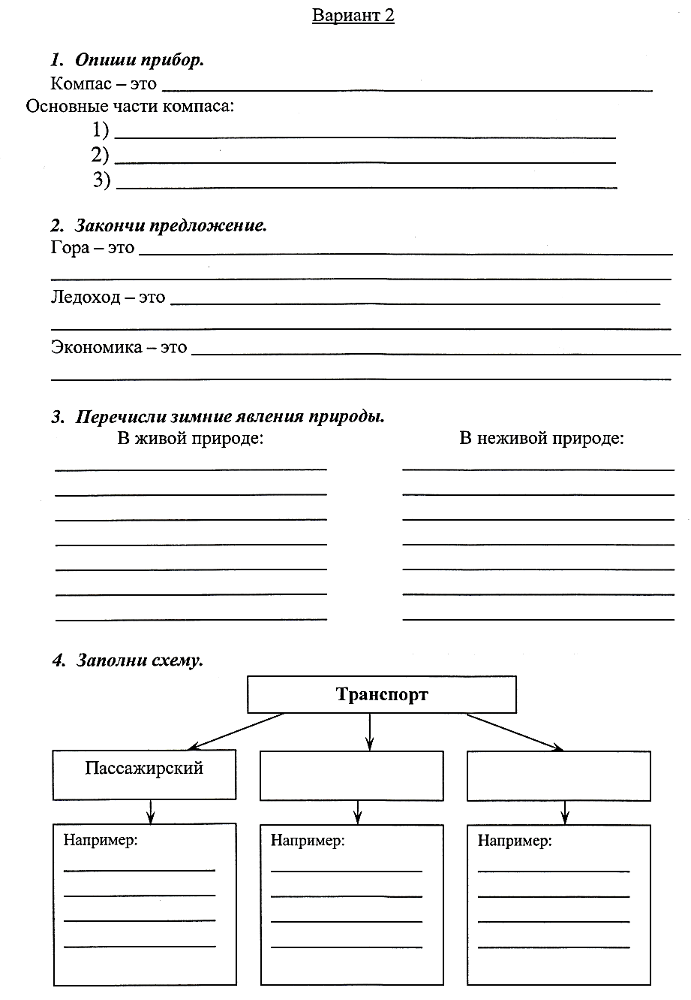 Вариант 2
1. Опиши прибор.
Компас – это
Основные части компаса:
1)
2)
3)
2. Закончи предложение.
Гора – это
Ледоход – это
Экономика – это
3. Перечисли зимние явления природы.
В живой природе: В неживой природе:
4. Заполни схему.
Транспорт
Пассажирский
Например: Например: Например: